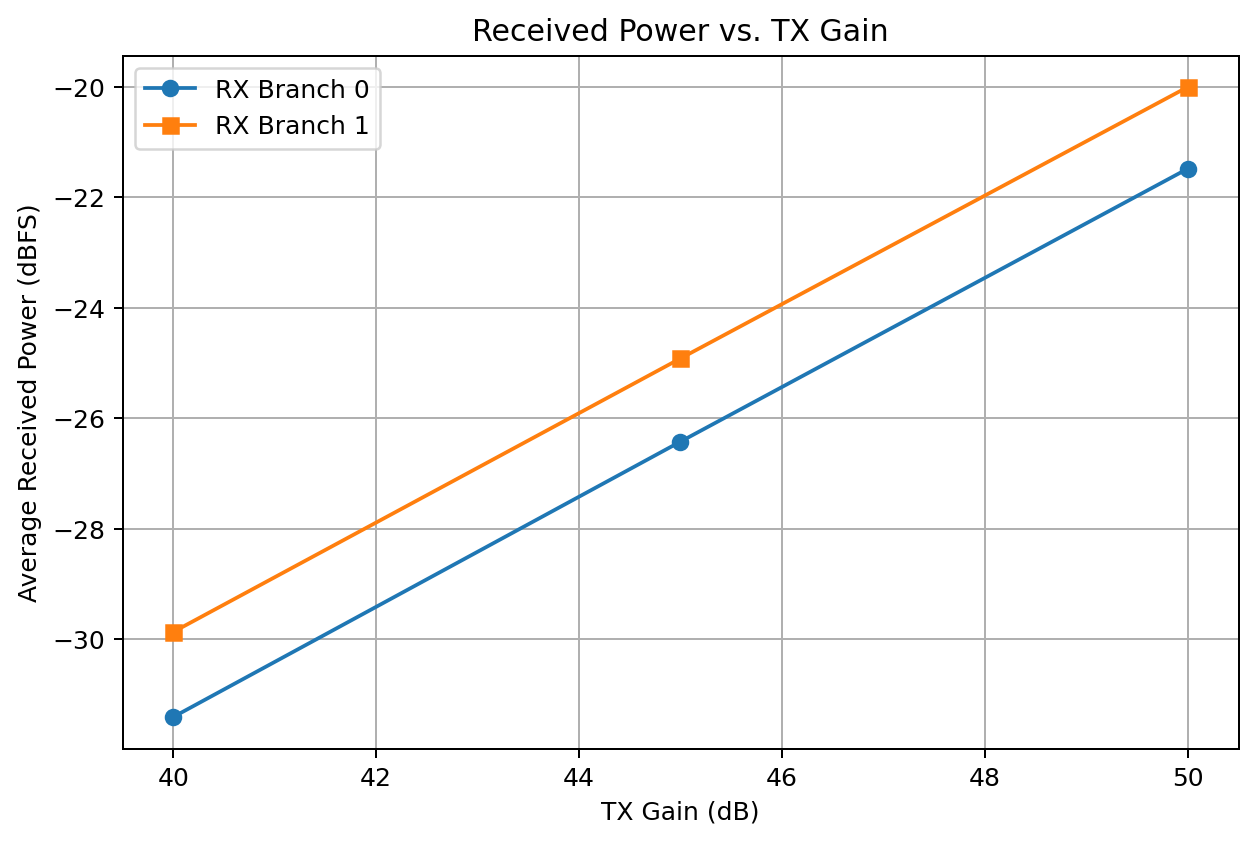 Received Power vs. TX Gain
RX Branch 0
RX Branch 1
Average Received Power (dBFS)
−20
−22
−24
−26
−28
−30
40 42 44 46 48 50
TX Gain (dB)